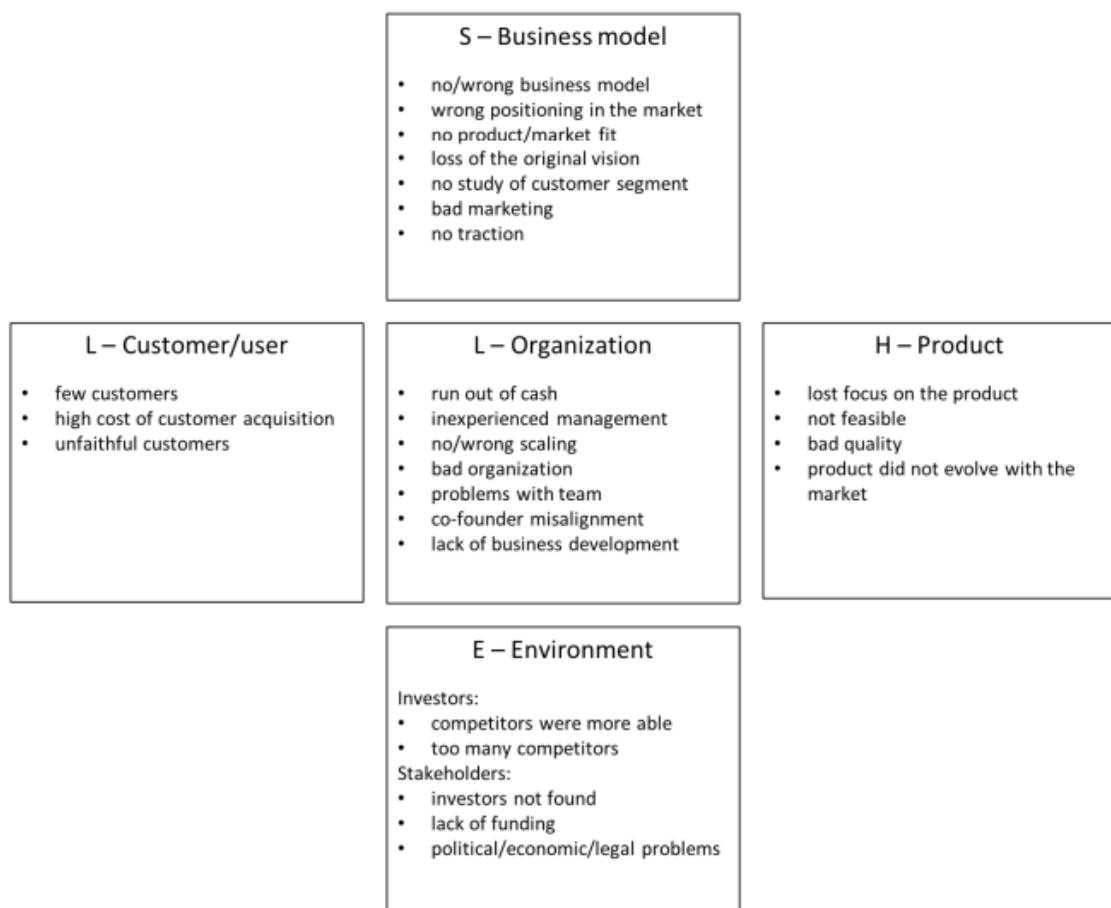 S – Business model
• no/wrong business model
• wrong positioning in the market
• no product/market fit
• loss of the original vision
• no study of customer segment
• bad marketing
• no traction
L – Customer/user
• few customers
• high cost of customer acquisition
• unfaithful customers
L – Organization
• run out of cash
• inexperienced management
• no/wrong scaling
• bad organization
• problems with team
• co-founder misalignment
• lack of business development
H – Product
• lost focus on the product
• not feasible
• bad quality
• product did not evolve with the
market
E – Environment
Investors:
• competitors were more able
• too many competitors
Stakeholders:
• investors not found
• lack of funding
• political/economic/legal problems